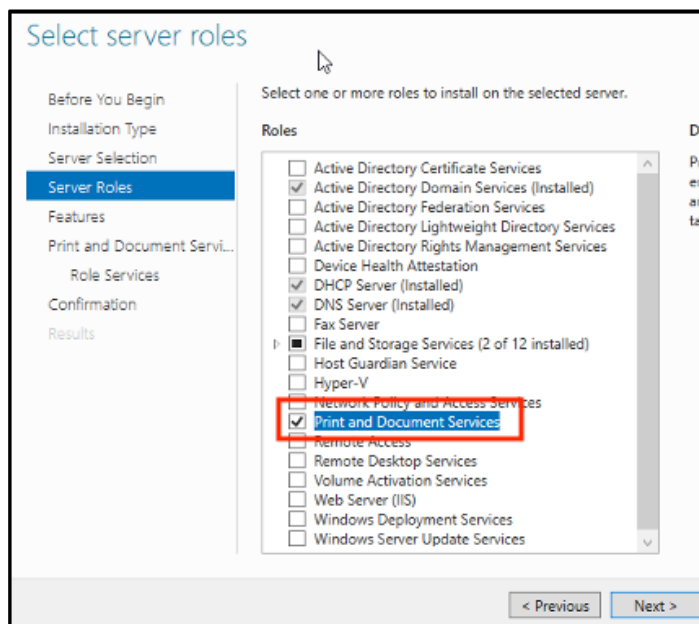 Select server roles
Before You Begin
Installation Type
Server Selection
Server Roles
Features
Print and Document Servi...
Role Services
Confirmation
Results
Select one or more roles to install on the selected server.
Roles
Active Directory Certificate Services
Active Directory Domain Services (Installed)
Active Directory Federation Services
Active Directory Lightweight Directory Services
Active Directory Rights Management Services
Device Health Attestation
DHCP Server (Installed)
DNS Server (Installed)
Fax Server
File and Storage Services (2 of 12 installed)
Host Guardian Service
Hyper-V
Network Policy and Access Services
Print and Document Services
Remote Access
Remote Desktop Services
Volume Activation Services
Web Server (IIS)
Windows Deployment Services
Windows Server Update Services
< Previous
Next >